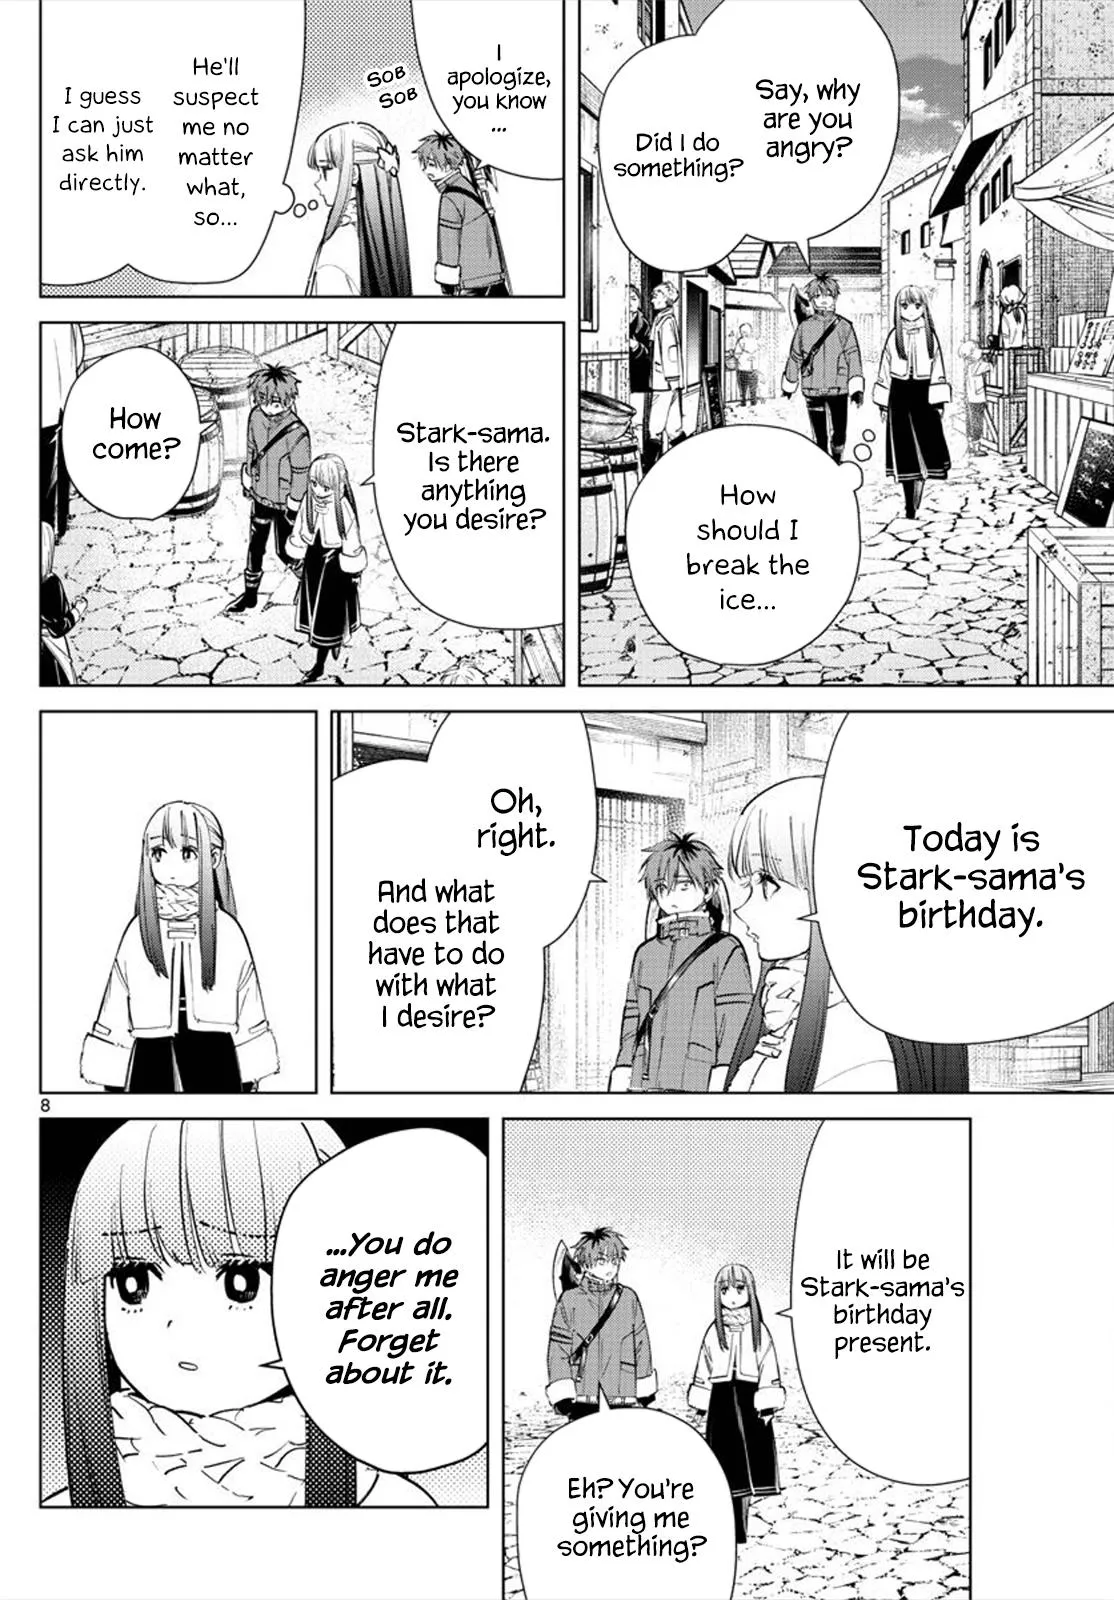 Say, why
are you
angry?
Did I do
something?
How
should I
break the
ice...
I
apologize,
you know
...
SOB
SOB
He'll
suspect
me no
matter
what,
so...
I guess
I can just
ask him
directly.
Stark-sama.
Is there
anything
you desire?
How
come?
Today is
Stark-sama's
birthday.
Oh,
right.
And what
does that
have to do
with what
I desire?
8
It will be
Stark-sama's
birthday
present.
Eh? You're
giving me
something?
...You do
anger me
after all.
Forget
about it.